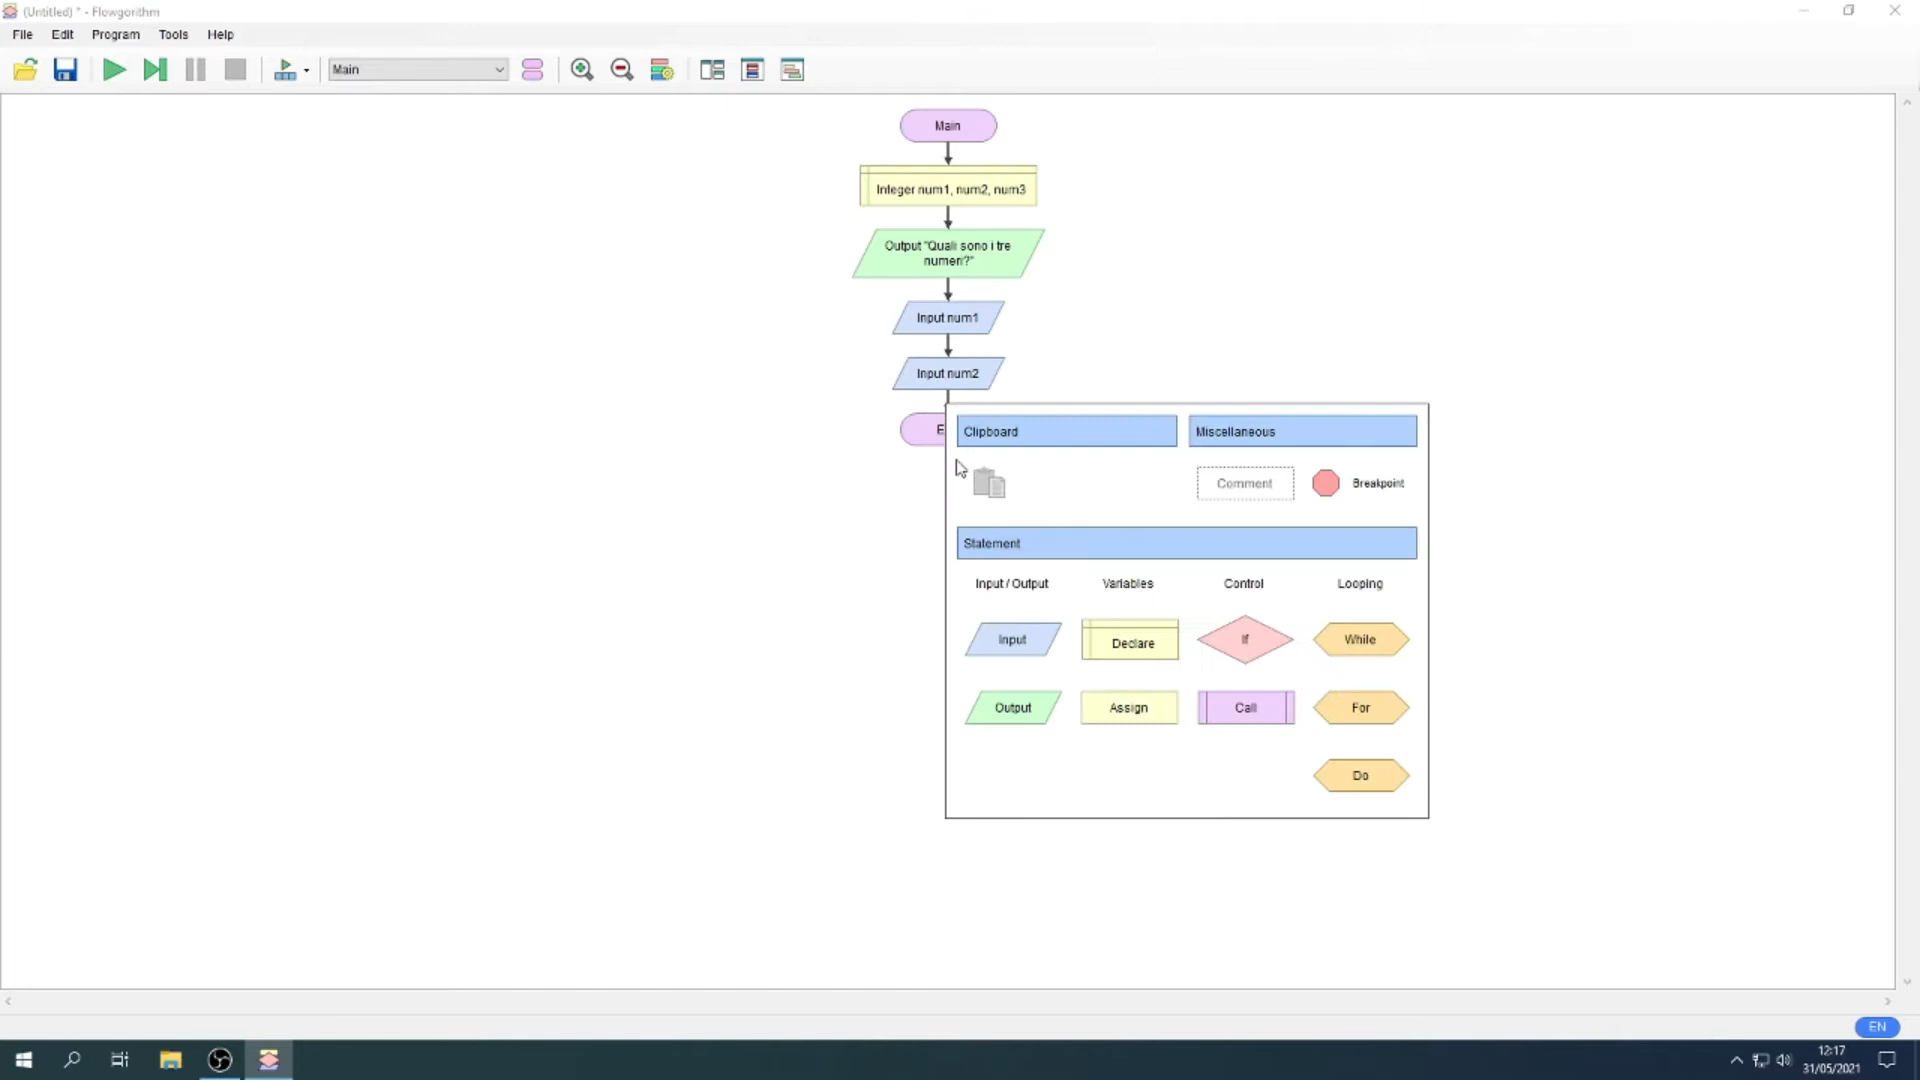 (Untitled) * - Flowgorithm
File Edit Program Tools Help
Main
Main
Integer num1, num2, num3
Output "Quali sono i tre
numeri?"
Input num1
Input num2
E
Clipboard
Miscellaneous
Comment
Breakpoint
Statement
Input / Output Variables Control Looping
Input Declare If While
Output Assign Call For
Do
EN
12:17
31/05/2021